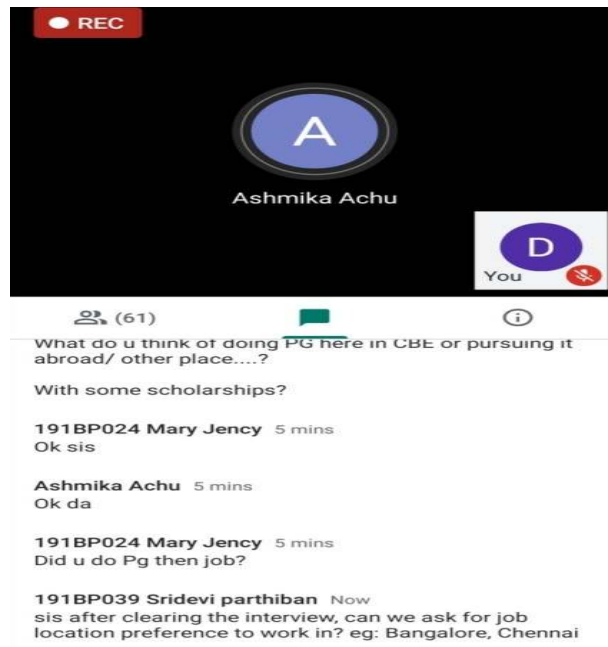 REC
A
Ashmika Achu
D
You
(61)
What do u think of doing PG here in CBE or pursuing it
abroad/ other place....?
With some scholarships?
191BP024 Mary Jency 5 mins
Ok sis
Ashmika Achu 5 mins
Ok da
191BP024 Mary Jency 5 mins
Did u do Pg then job?
191BP039 Sridevi parthiban Now
sis after clearing the interview, can we ask for job
location preference to work in? eg: Bangalore, Chennai